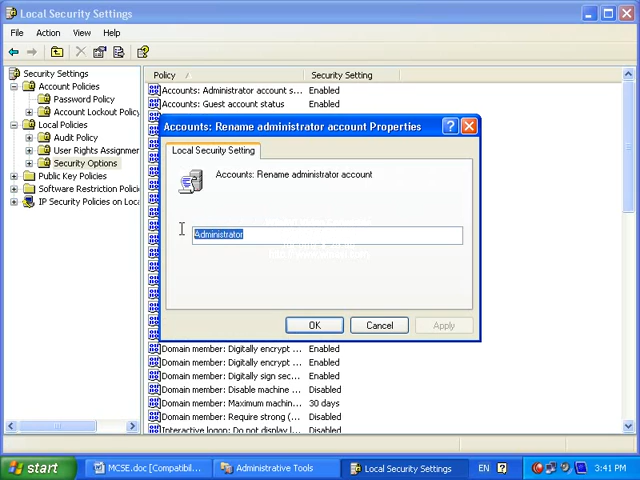 Local Security Settings
File Action View Help
Security Settings
Account Policies
Password Policy
Account Lockout Policy
Local Policies
Audit Policy
User Rights Assignmer
Security Options
Public Key Policies
Software Restriction Policie
IP Security Policies on Loca
Policy Security Setting
Accounts: Administrator account s... Enabled
Accounts: Guest account status Enabled
Accounts: Rename administrator account Properties
Local Security Setting
Accounts: Rename administrator account
Administrator
OK Cancel Apply
Domain member: Digitally encrypt ... Enabled
Domain member: Digitally encrypt ... Enabled
Domain member: Digitally sign sec... Enabled
Domain member: Disable machine ... Disabled
Domain member: Maximum machin... 30 days
Domain member: Require strong (... Disabled
Interactive logon: Do not display l... Disabled
start
MCSE.doc [Compatibil...
Administrative Tools
Local Security Settings
EN
3:41 PM